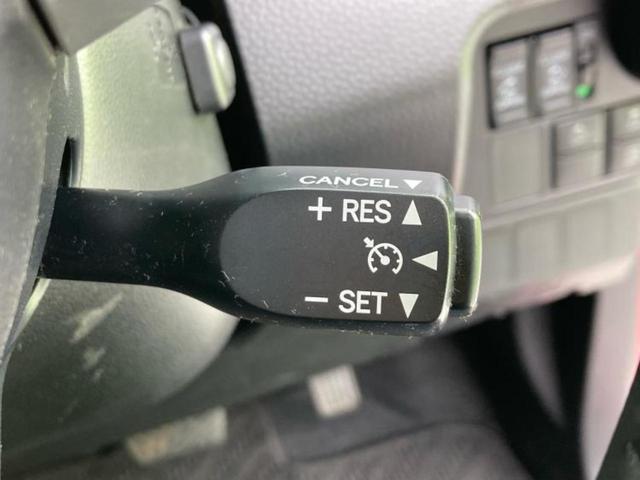 CANCEL ▼
+ RES ▲
◀
− SET ▼